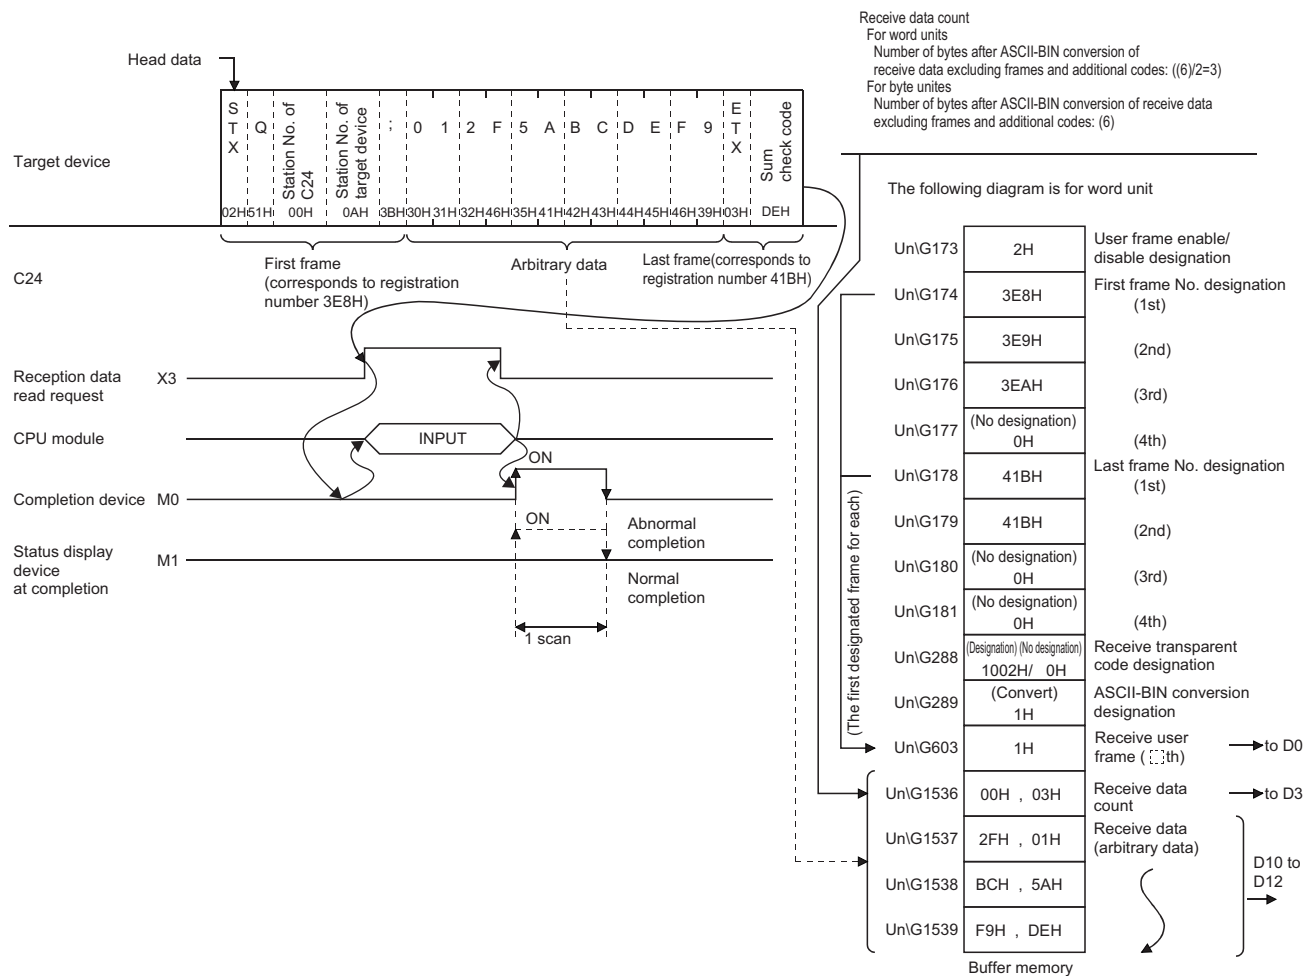 Receive data count
For word units
Number of bytes after ASCII-BIN conversion of
receive data excluding frames and additional codes: ((6)/2=3)
For byte unites
Number of bytes after ASCII-BIN conversion of receive data
excluding frames and additional codes: (6)
The following diagram is for word unit
Head data
Target device
STX Q Station No. of C24 Station No. of target device ; 0 1 2 F 5 A B C D E F 9 ETX Sum check code
02H 51H 00H 0AH 3BH 30H 31H 32H 46H 35H 41H 42H 43H 44H 45H 46H 39H 03H DEH
C24
First frame
(corresponds to registration
number 3E8H)
Arbitrary data
Last frame(corresponds to
registration number 41BH)
Reception data
read request
X3
CPU module
INPUT
Completion device M0
ON
ON
Abnormal
completion
Status display
device
at completion
M1
Normal
completion
1 scan
(The first designated frame for each)
Un\G173 2H User frame enable/
disable designation
Un\G174 3E8H First frame No. designation
(1st)
Un\G175 3E9H (2nd)
Un\G176 3EAH (3rd)
Un\G177 (No designation)
0H (4th)
Un\G178 41BH Last frame No. designation
(1st)
Un\G179 41BH (2nd)
Un\G180 (No designation)
0H (3rd)
Un\G181 (No designation)
0H (4th)
Un\G288 (Designation) (No designation)
1002H/ 0H Receive transparent
code designation
Un\G289 (Convert)
1H ASCII-BIN conversion
designation
Un\G603 1H Receive user
frame ( th) to D0
Un\G1536 00H , 03H Receive data
count to D3
Un\G1537 2FH , 01H Receive data
(arbitrary data)
Un\G1538 BCH , 5AH
D10 to
D12
Un\G1539 F9H , DEH
Buffer memory